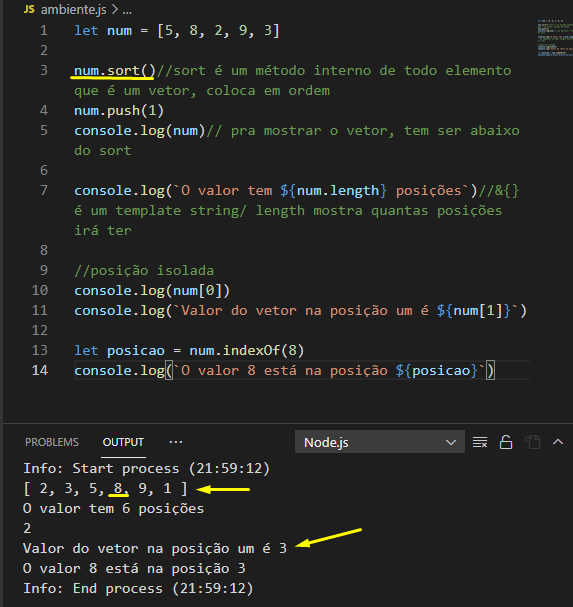 JS ambiente.js > ...
1 let num = [5, 8, 2, 9, 3]
2
3 num.sort()//sort é um método interno de todo elemento
que é um vetor, coloca em ordem
4 num.push(1)
5 console.log(num)// pra mostrar o vetor, tem ser abaixo
do sort
6
7 console.log(`O valor tem ${num.length} posições`)//&{}
é um template string/ length mostra quantas posições
irá ter
8
9 //posição isolada
10 console.log(num[0])
11 console.log(`Valor do vetor na posição um é ${num[1]}`)
12
13 let posicao = num.indexOf(8)
14 console.log(`O valor 8 está na posição ${posicao}`)
PROBLEMS OUTPUT ... Node.js
Info: Start process (21:59:12)
[ 2, 3, 5, 8, 9, 1 ]
O valor tem 6 posições
2
Valor do vetor na posição um é 3
O valor 8 está na posição 3
Info: End process (21:59:12)